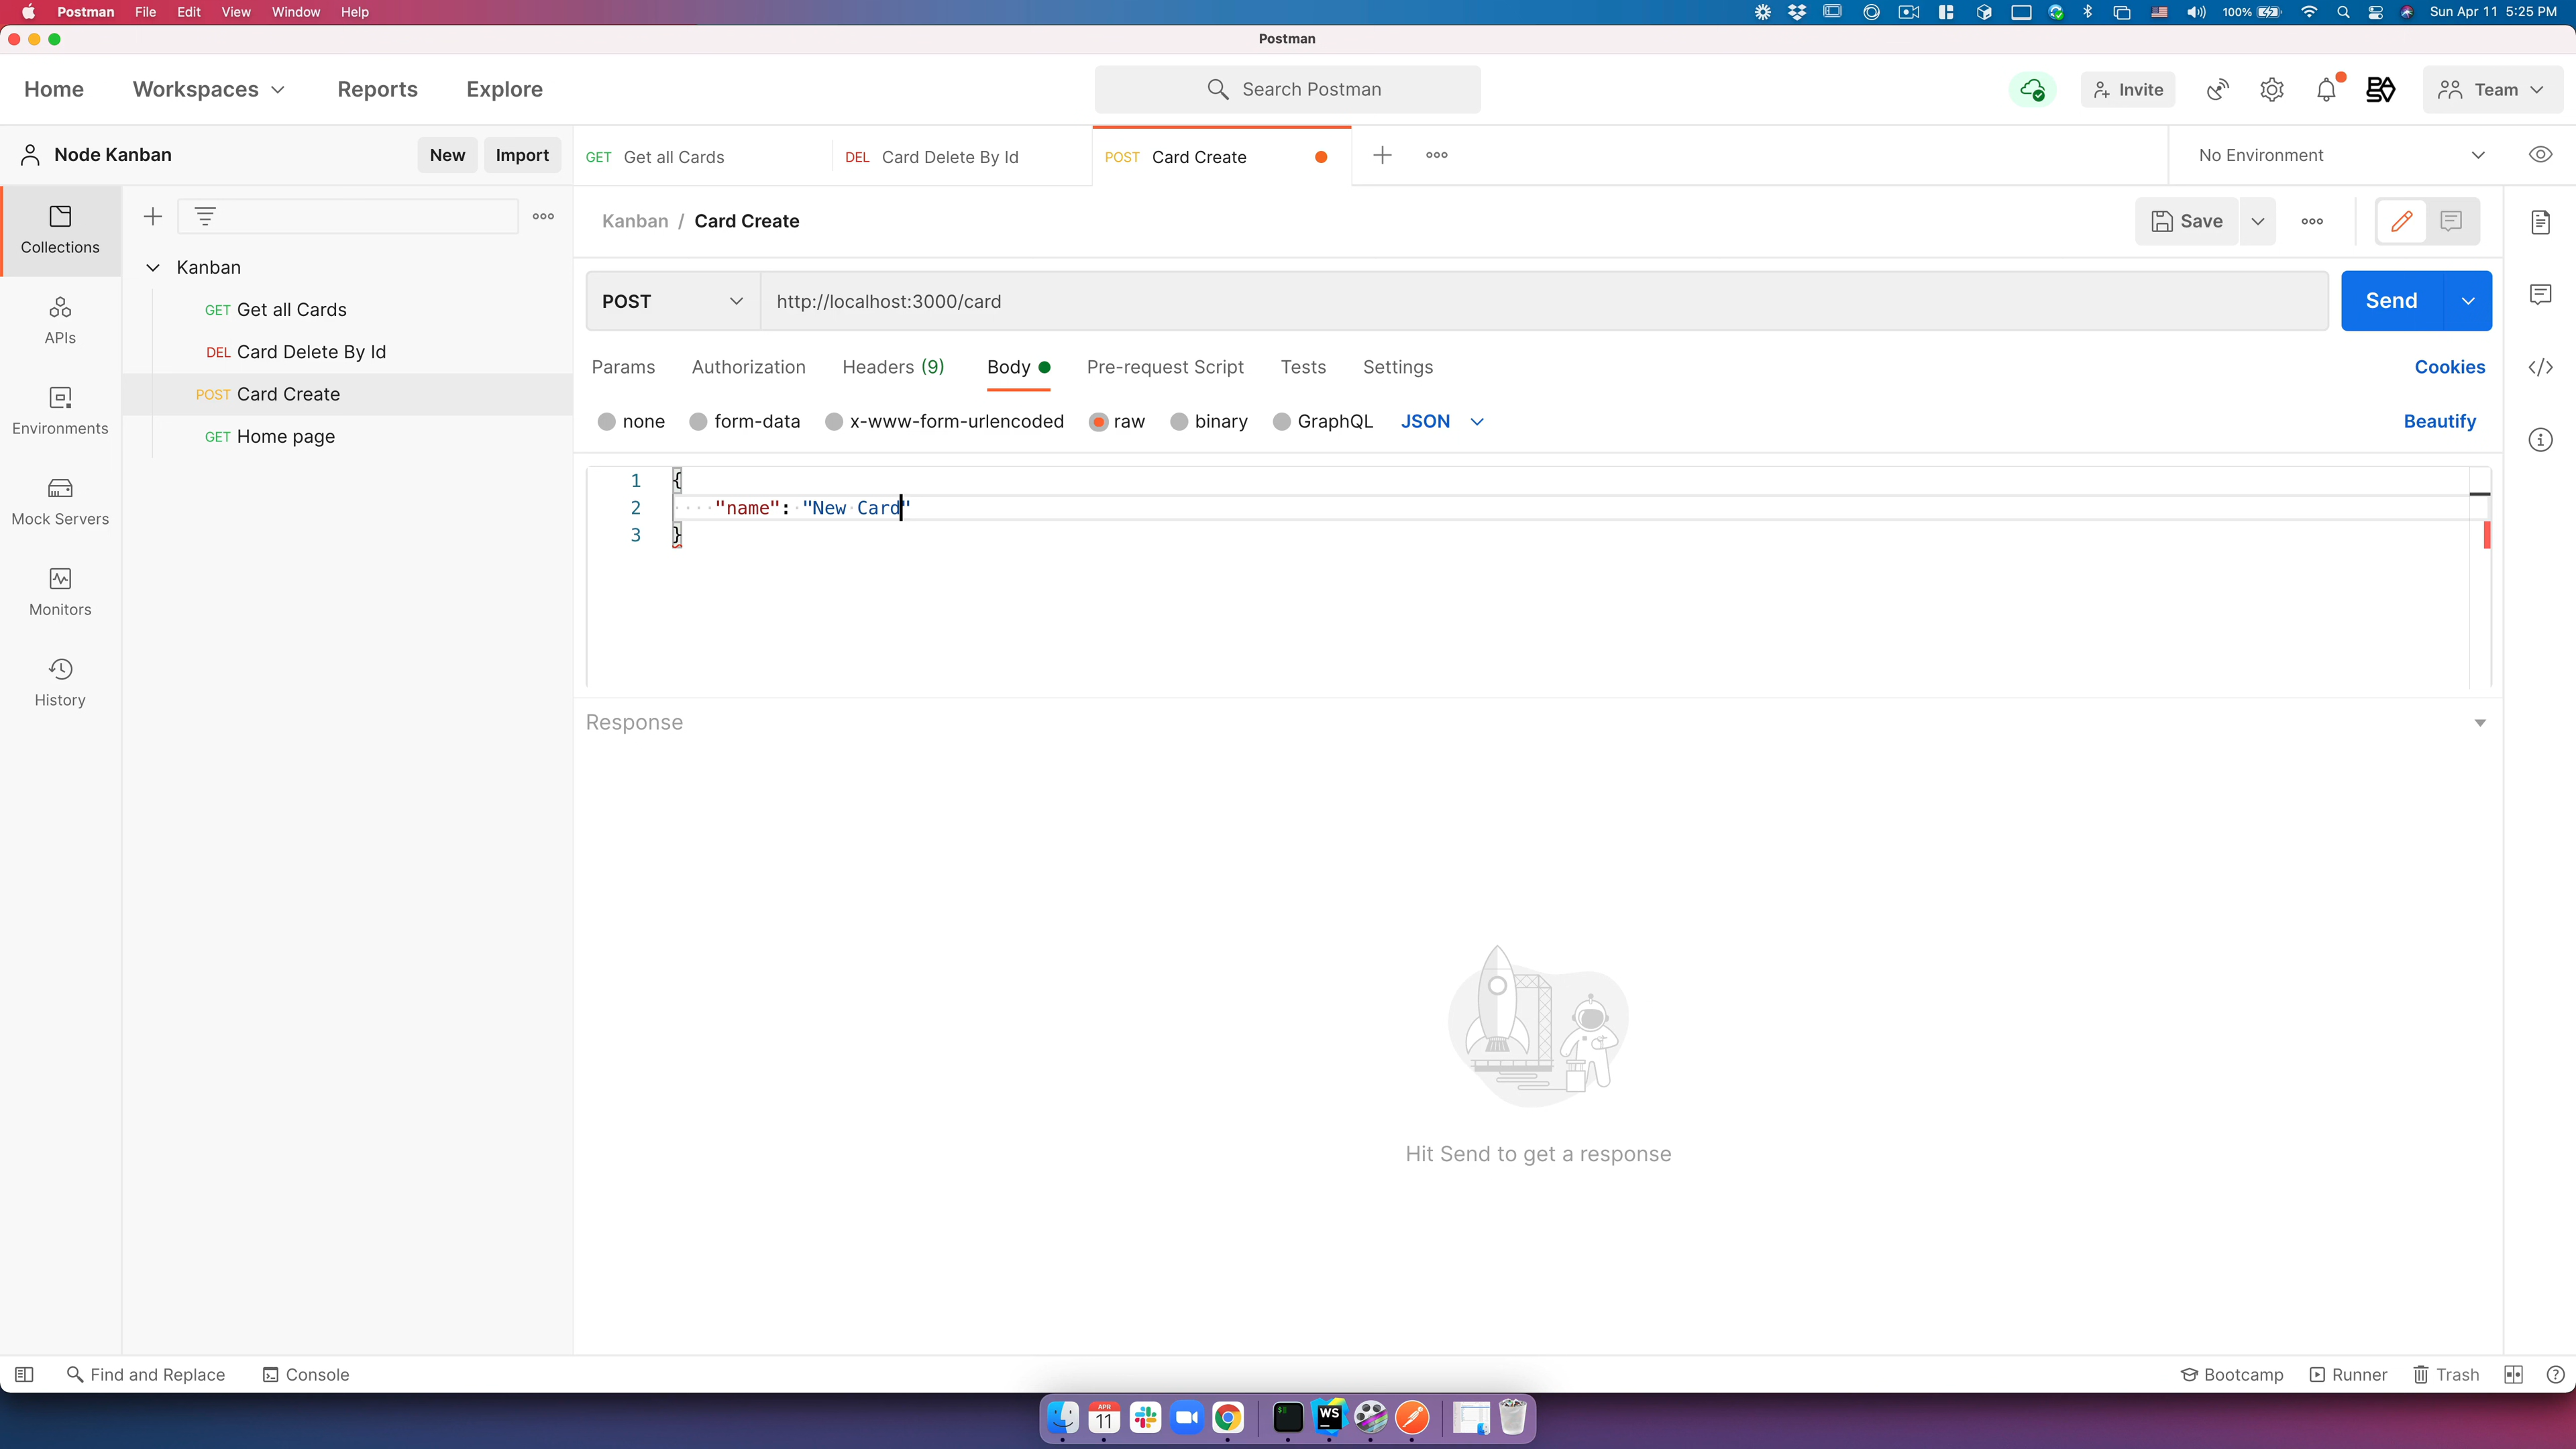 Postman File Edit View Window Help
100% Sun Apr 11 5:25 PM
Postman
Home Workspaces Reports Explore
Search Postman
Invite
Team
Node Kanban
New Import
GET Get all Cards
DEL Card Delete By Id
POST Card Create
No Environment
Collections
APIs
Environments
Mock Servers
Monitors
History
Kanban
GET Get all Cards
DEL Card Delete By Id
POST Card Create
GET Home page
Kanban / Card Create
Save
POST http://localhost:3000/card
Send
Params Authorization Headers (9) Body Pre-request Script Tests Settings
Cookies
none form-data x-www-form-urlencoded raw binary GraphQL JSON
Beautify
1 {
2 "name": "New Card"
3 }
Response
Hit Send to get a response
Find and Replace Console
Bootcamp Runner Trash
APR
11
$
WS